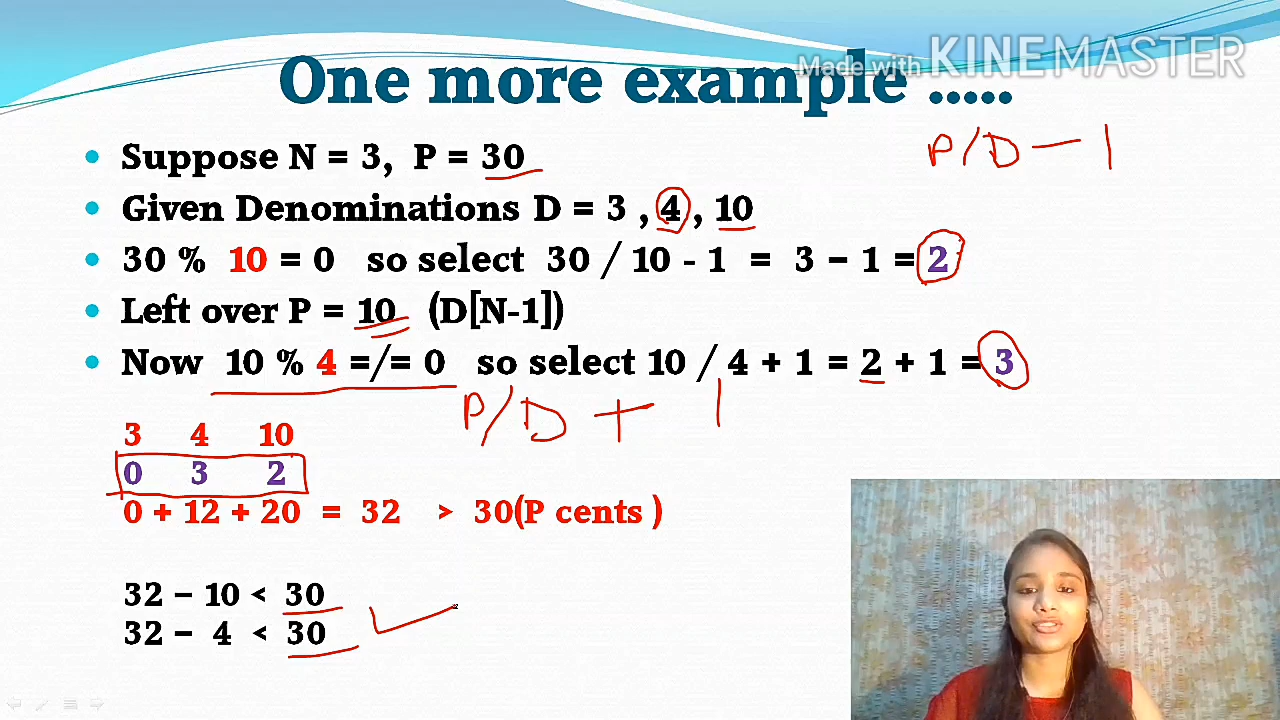 Made with KINEMASTER
One more example .....
P/D - 1
• Suppose N = 3, P = 30
• Given Denominations D = 3 , 4 , 10
• 30 % 10 = 0 so select 30 / 10 - 1 = 3 – 1 = 2
• Left over P = 10 (D[N-1])
• Now 10 % 4 =/= 0 so select 10 / 4 + 1 = 2 + 1 = 3
P/D + 1
3 4 10
0 3 2
0 + 12 + 20 = 32 > 30(P cents )
32 – 10 < 30
32 – 4 < 30